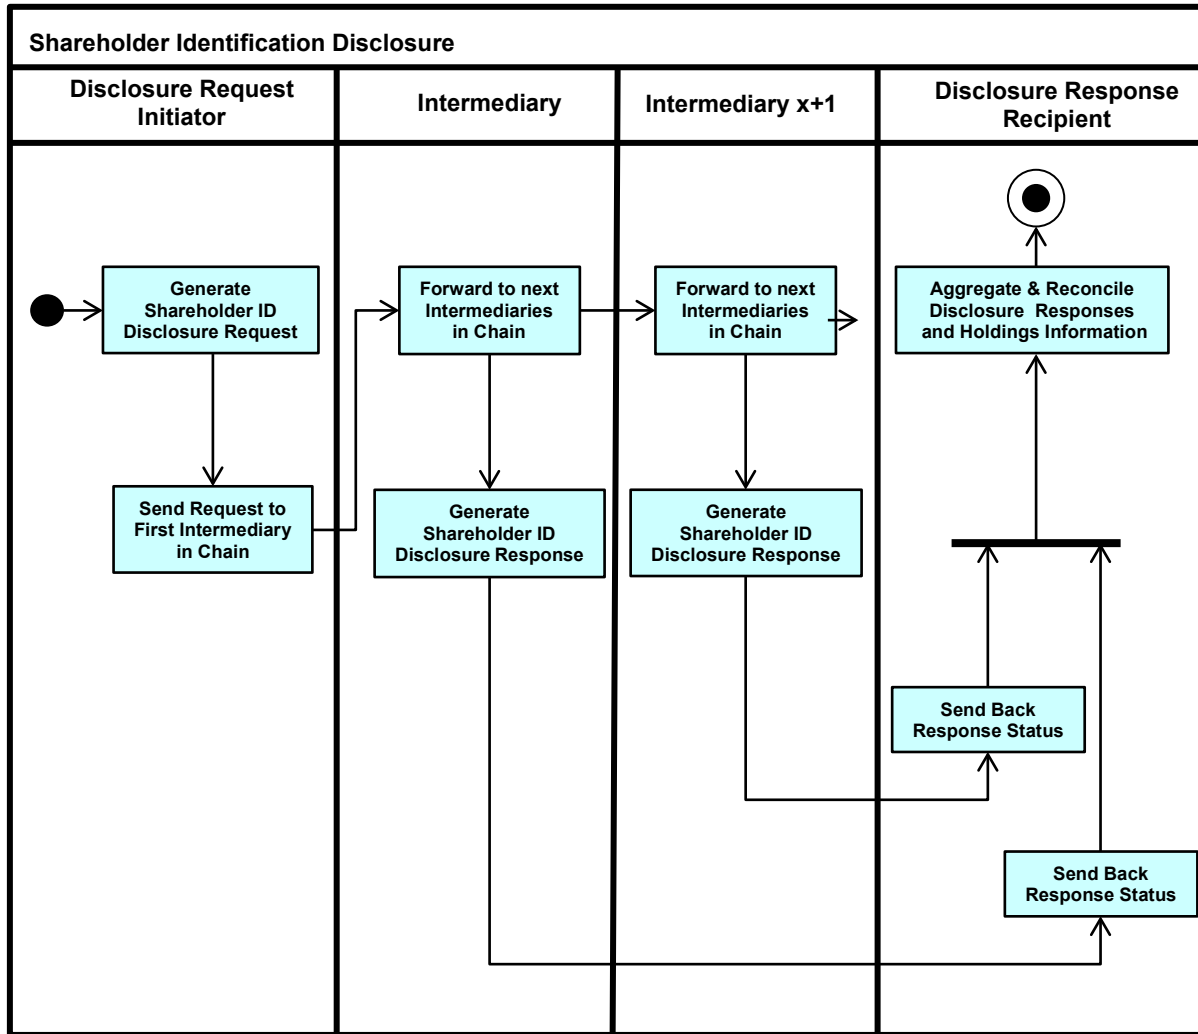 Shareholder Identification Disclosure
Disclosure Request
Initiator
Intermediary
Intermediary x+1
Disclosure Response
Recipient
Generate
Shareholder ID
Disclosure Request
Forward to next
Intermediaries
in Chain
Forward to next
Intermediaries
in Chain
Aggregate & Reconcile
Disclosure Responses
and Holdings Information
Send Request to
First Intermediary
in Chain
Generate
Shareholder ID
Disclosure Response
Generate
Shareholder ID
Disclosure Response
Send Back
Response Status
Send Back
Response Status